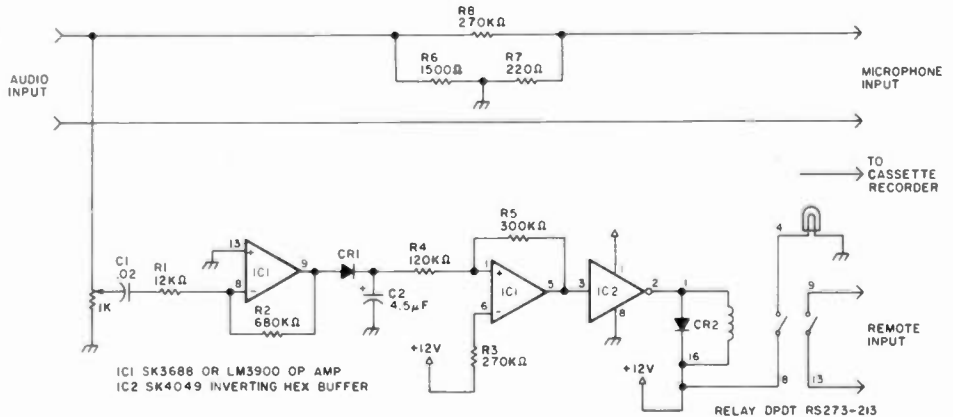 R8
270KΩ
R6
1500Ω
R7
220Ω
AUDIO
INPUT
MICROPHONE
INPUT
TO
CASSETTE
RECORDER
C1
.02
R1
12KΩ
1K
13
+
IC1
9
8
-
R2
680KΩ
CR1
+
C2
4.5μF
R4
120KΩ
R5
300KΩ
1
+
IC1
5
6
-
+12V
R3
270KΩ
3
IC2
1
2
8
1
CR2
16
+12V
4
9
8
13
REMOTE
INPUT
IC1 SK3688 OR LM3900 OP AMP
IC2 SK4049 INVERTING HEX BUFFER
RELAY DPDT RS273-213